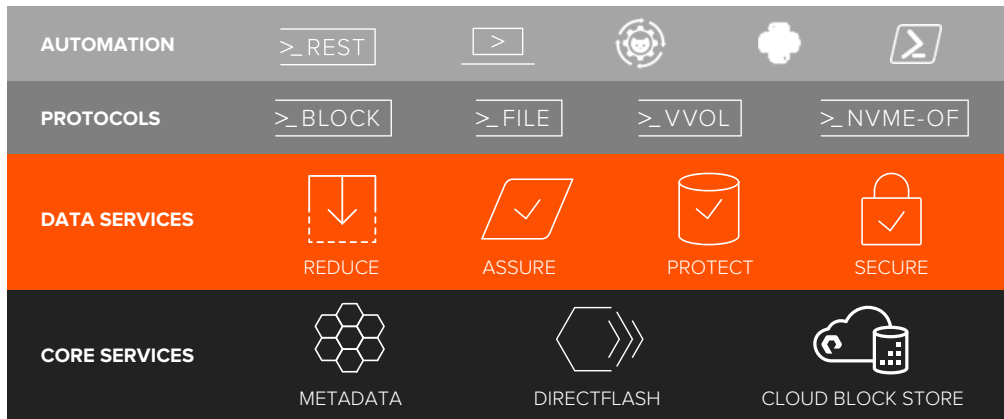 AUTOMATION >_REST >
PROTOCOLS >_BLOCK >_FILE >_VVOL >_NVME-OF
DATA SERVICES
REDUCE ASSURE PROTECT SECURE
CORE SERVICES
METADATA DIRECTFLASH CLOUD BLOCK STORE